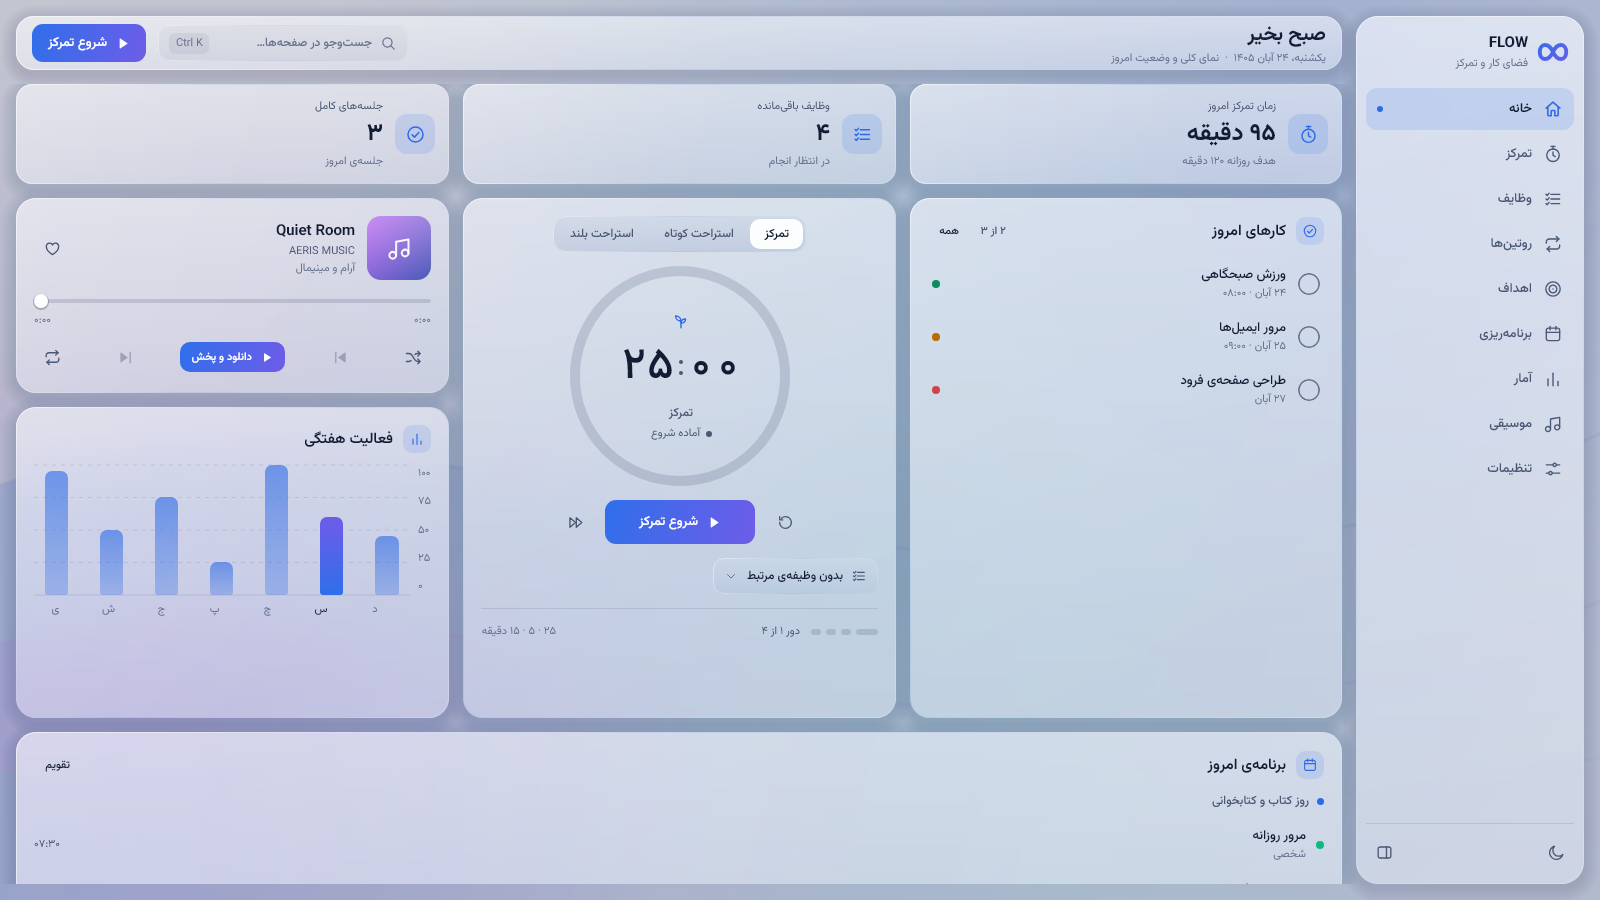 FLOW
فضای کار و تمرکز
خانه
تمرکز
وظایف
روتین‌ها
اهداف
برنامه‌ریزی
آمار
موسیقی
تنظیمات
صبح بخیر
یکشنبه، ۲۴ آبان ۱۴۰۵ · نمای کلی و وضعیت امروز
جست‌وجو در صفحه‌ها...
Ctrl K
شروع تمرکز
زمان تمرکز امروز
۹۵ دقیقه
هدف روزانه ۱۲۰ دقیقه
وظایف باقی‌مانده
۴
در انتظار انجام
جلسه‌های کامل
۳
جلسه‌ی امروز
کارهای امروز
۲ از ۳
همه
ورزش صبحگاهی
۲۴ آبان · ۰۸:۰۰
مرور ایمیل‌ها
۲۵ آبان · ۰۹:۰۰
طراحی صفحه‌ی فرود
۲۷ آبان
تمرکز
استراحت کوتاه
استراحت بلند
۲۵:۰۰
تمرکز
آماده شروع
شروع تمرکز
بدون وظیفه‌ی مرتبط
دور ۱ از ۴
۲۵ · ۵ · ۱۵ دقیقه
Quiet Room
AERIS MUSIC
آرام و مینیمال
۰:۰۰
۰:۰۰
دانلود و پخش
فعالیت هفتگی
۱۰۰
۷۵
۵۰
۲۵
۰
د
س
چ
پ
ج
ش
ی
برنامه‌ی امروز
تقویم
روز کتاب و کتابخوانی
مرور روزانه
شخصی
۰۷:۳۰